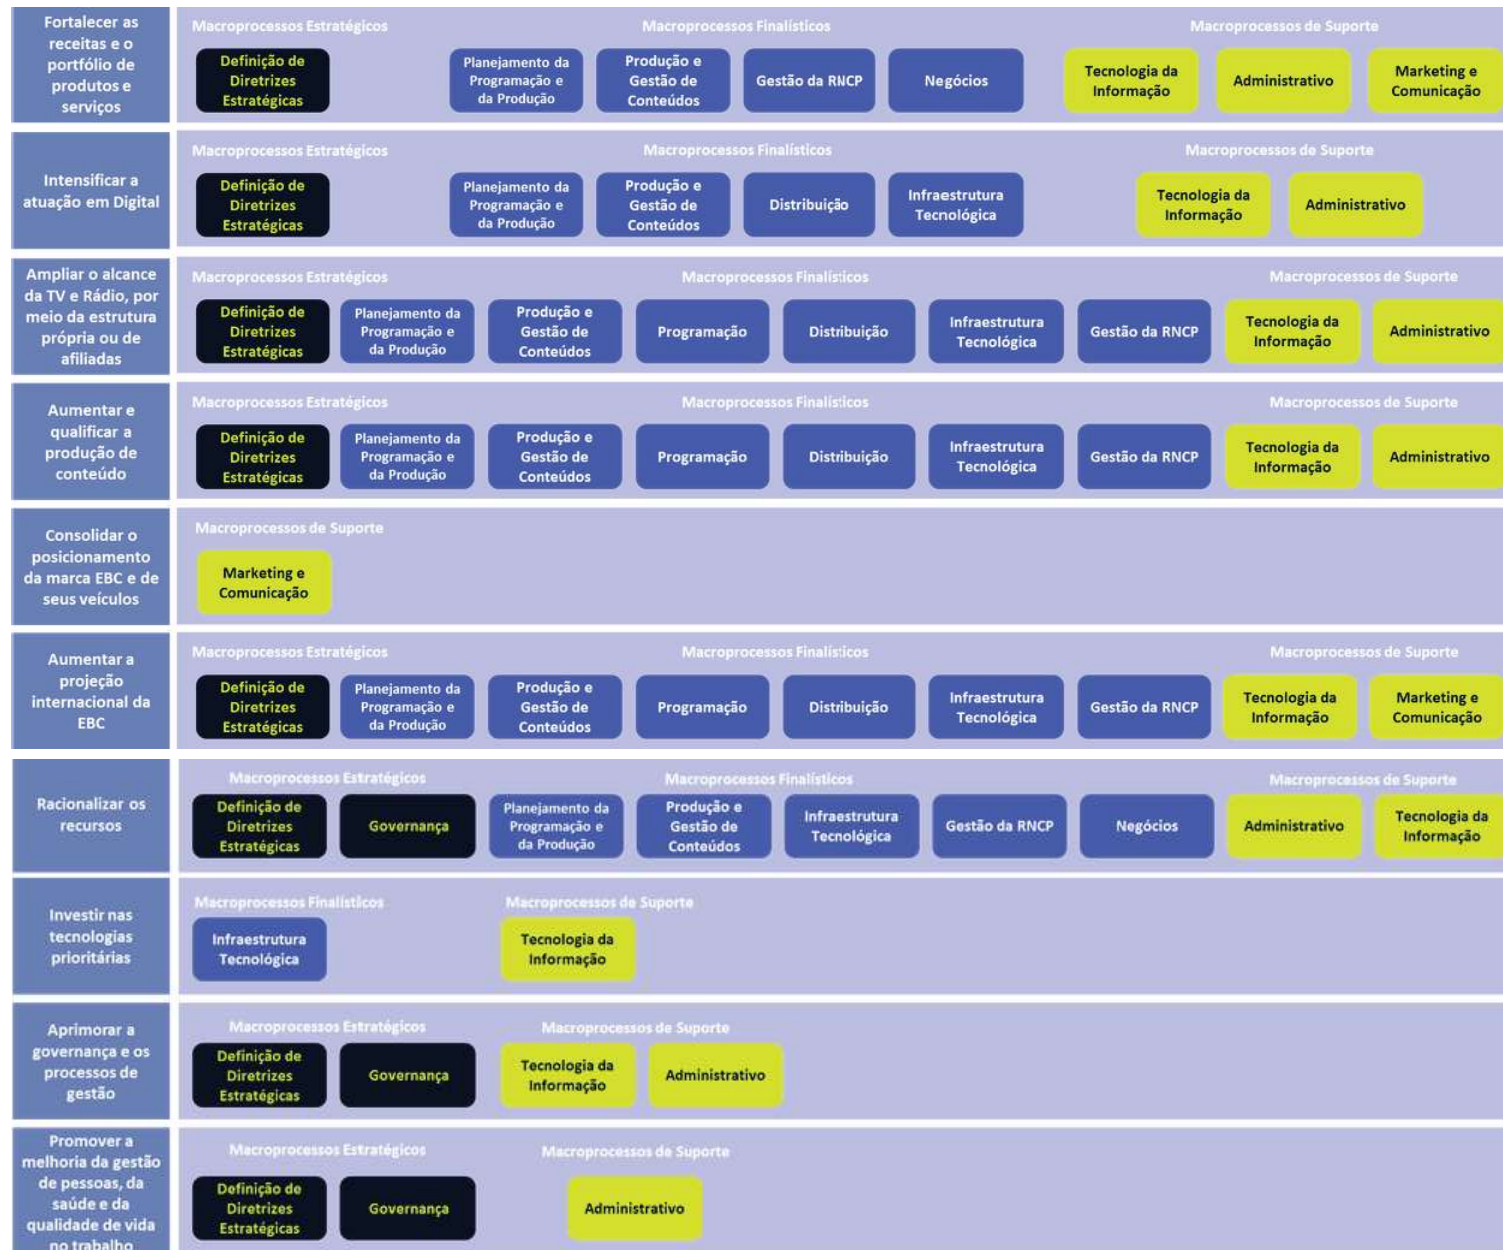 Fortalecer as
receitas e o
portfólio de
produtos e
serviços
Macroprocessos Estratégicos
Definição de
Diretrizes
Estratégicas
Macroprocessos Finalísticos
Planejamento da
Programação e
da Produção
Produção e
Gestão de
Conteúdos
Gestão da RNCP
Negócios
Macroprocessos de Suporte
Tecnologia da
Informação
Administrativo
Marketing e
Comunicação
Intensificar a
atuação em Digital
Macroprocessos Estratégicos
Definição de
Diretrizes
Estratégicas
Macroprocessos Finalísticos
Planejamento da
Programação e
da Produção
Produção e
Gestão de
Conteúdos
Distribuição
Infraestrutura
Tecnológica
Macroprocessos de Suporte
Tecnologia da
Informação
Administrativo
Ampliar o alcance
da TV e Rádio, por
meio da estrutura
própria ou de
afiliadas
Macroprocessos Estratégicos
Definição de
Diretrizes
Estratégicas
Macroprocessos Finalísticos
Planejamento da
Programação e
da Produção
Produção e
Gestão de
Conteúdos
Programação
Distribuição
Infraestrutura
Tecnológica
Gestão da RNCP
Macroprocessos de Suporte
Tecnologia da
Informação
Administrativo
Aumentar e
qualificar a
produção de
conteúdo
Macroprocessos Estratégicos
Definição de
Diretrizes
Estratégicas
Macroprocessos Finalísticos
Planejamento da
Programação e
da Produção
Produção e
Gestão de
Conteúdos
Programação
Distribuição
Infraestrutura
Tecnológica
Gestão da RNCP
Macroprocessos de Suporte
Tecnologia da
Informação
Administrativo
Consolidar o
posicionamento
da marca EBC e de
seus veículos
Macroprocessos de Suporte
Marketing e
Comunicação
Aumentar a
projeção
internacional da
EBC
Macroprocessos Estratégicos
Definição de
Diretrizes
Estratégicas
Macroprocessos Finalísticos
Planejamento da
Programação e
da Produção
Produção e
Gestão de
Conteúdos
Programação
Distribuição
Infraestrutura
Tecnológica
Gestão da RNCP
Macroprocessos de Suporte
Tecnologia da
Informação
Marketing e
Comunicação
Racionalizar os
recursos
Macroprocessos Estratégicos
Definição de
Diretrizes
Estratégicas
Governança
Macroprocessos Finalísticos
Planejamento da
Programação e
da Produção
Produção e
Gestão de
Conteúdos
Infraestrutura
Tecnológica
Gestão da RNCP
Negócios
Macroprocessos de Suporte
Administrativo
Tecnologia da
Informação
Investir nas
tecnologias
prioritárias
Macroprocessos Finalísticos
Infraestrutura
Tecnológica
Macroprocessos de Suporte
Tecnologia da
Informação
Aprimorar a
governança e os
processos de
gestão
Macroprocessos Estratégicos
Definição de
Diretrizes
Estratégicas
Governança
Macroprocessos de Suporte
Tecnologia da
Informação
Administrativo
Promover a
melhoria da gestão
de pessoas, da
saúde e da
qualidade de vida
no trabalho
Macroprocessos Estratégicos
Definição de
Diretrizes
Estratégicas
Governança
Macroprocessos de Suporte
Administrativo